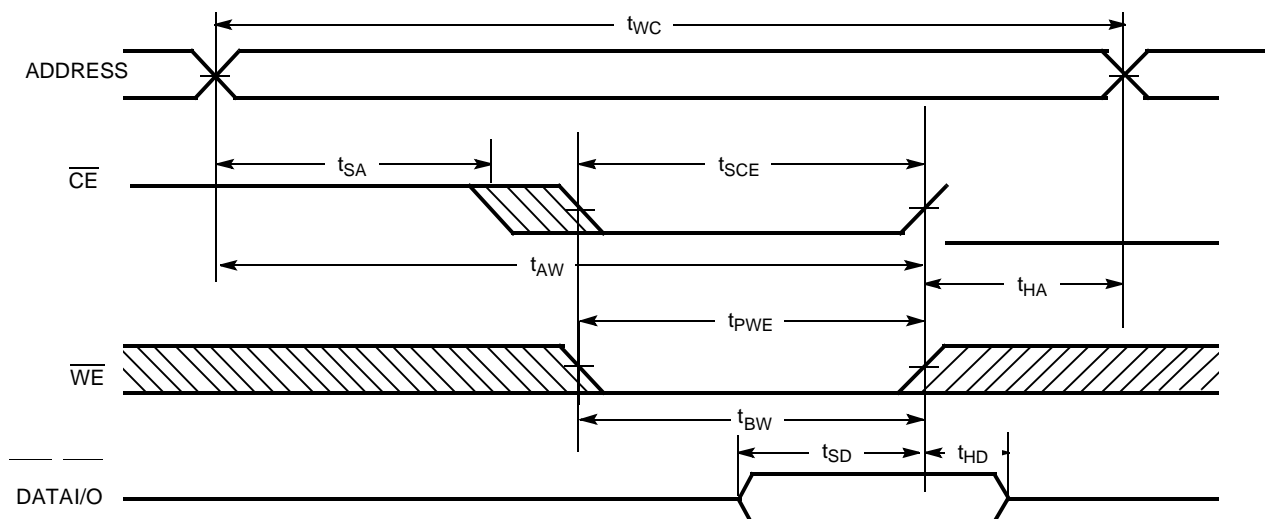 tWC
ADDRESS
tSA
tSCE
CE
tAW
tHA
tPWE
WE
tBW
tSD
tHD
DATAI/O